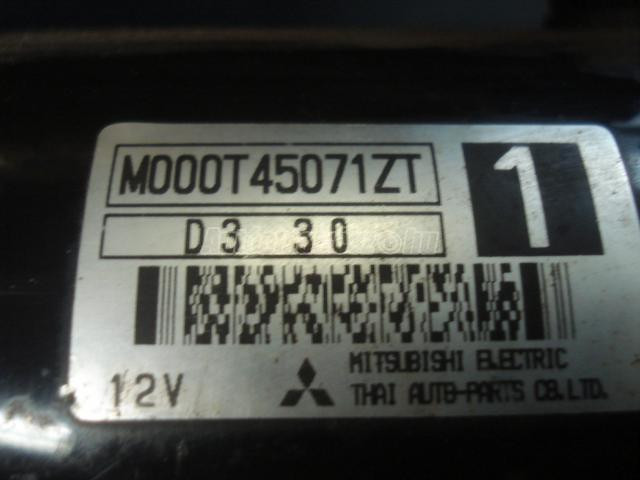 M000T45071ZT
1
D3 30
12V
MITSUBISHI ELECTRIC
THAI AUTO-PARTS CO.LTD.